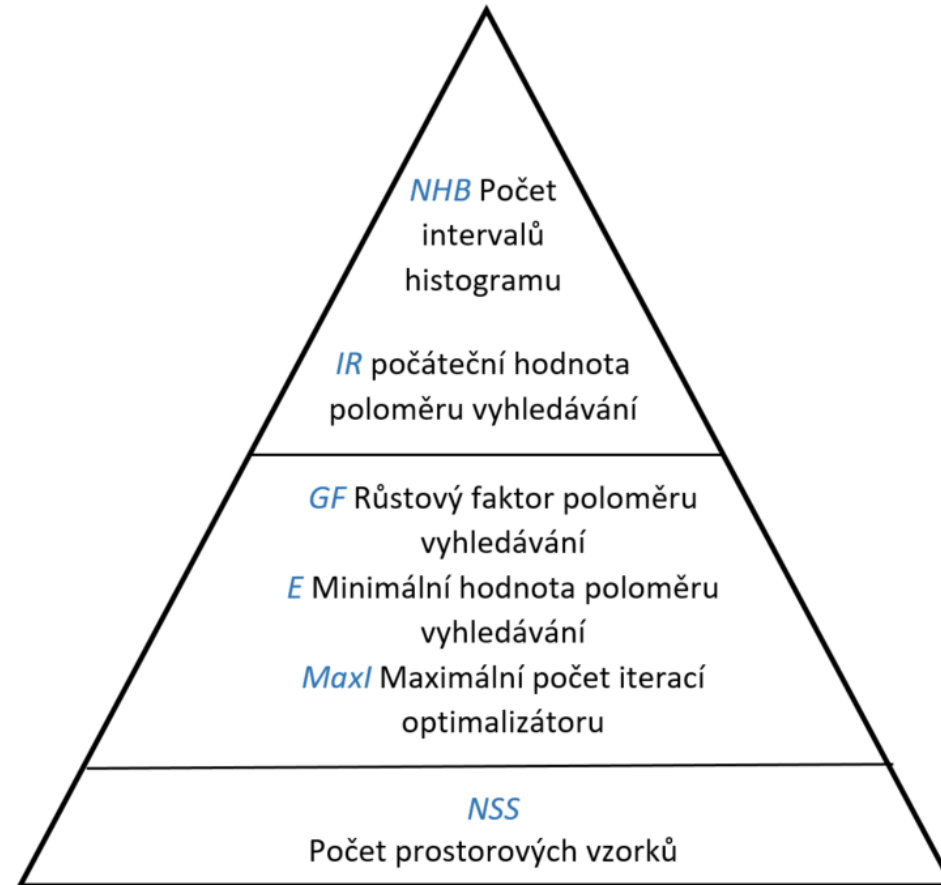 NHB Počet
intervalů
histogramu
IR počáteční hodnota
poloměru vyhledávání
GF Růstový faktor poloměru
vyhledávání
E Minimální hodnota poloměru
vyhledávání
MaxI Maximální počet iterací
optimalizátoru
NSS
Počet prostorových vzorků